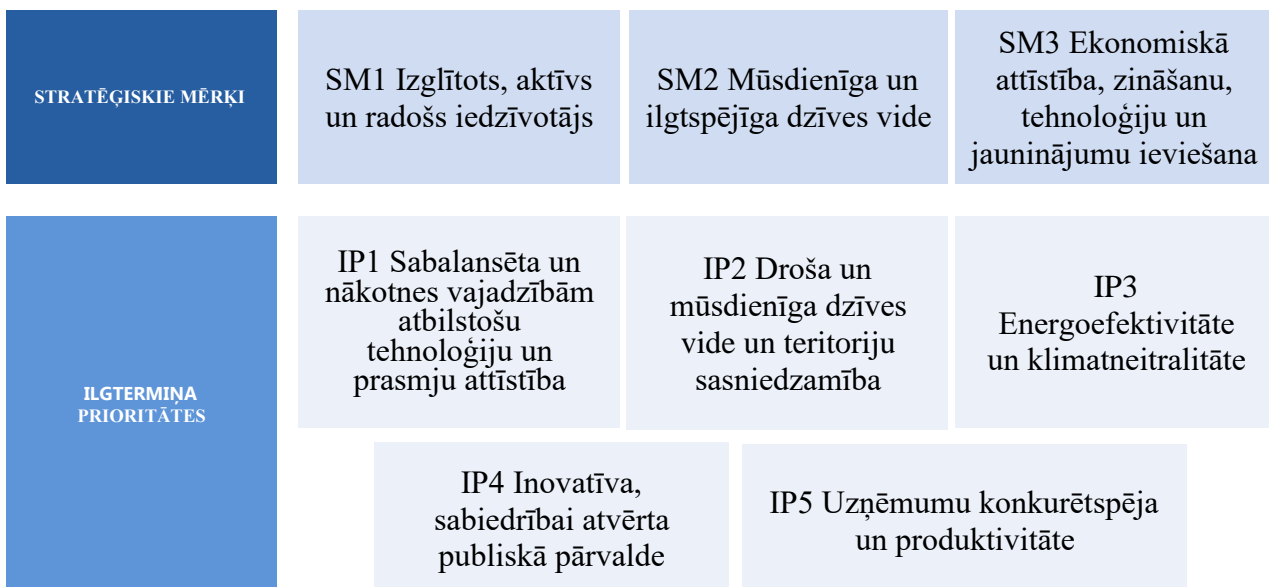 STRATĒĢISKIE MĒRĶI
SM1 Izglītots, aktīvs
un radošs iedzīvotājs
SM2 Mūsdienīga un
ilgtspējīga dzīves vide
SM3 Ekonomiskā
attīstība, zināšanu,
tehnoloģiju un
jauninājumu ieviešana
ILGTERMIŅA
PRIORITĀTES
IP1 Sabalansēta un
nākotnes vajadzībām
atbilstošu
tehnoloģiju un
prasmju attīstība
IP2 Droša un
mūsdienīga dzīves
vide un teritoriju
sasniedzamība
IP3
Energoefektivitāte
un klimatneitralitāte
IP4 Inovatīva,
sabiedrībai atvērta
publiskā pārvalde
IP5 Uzņēmumu konkurētspēja
un produktivitāte